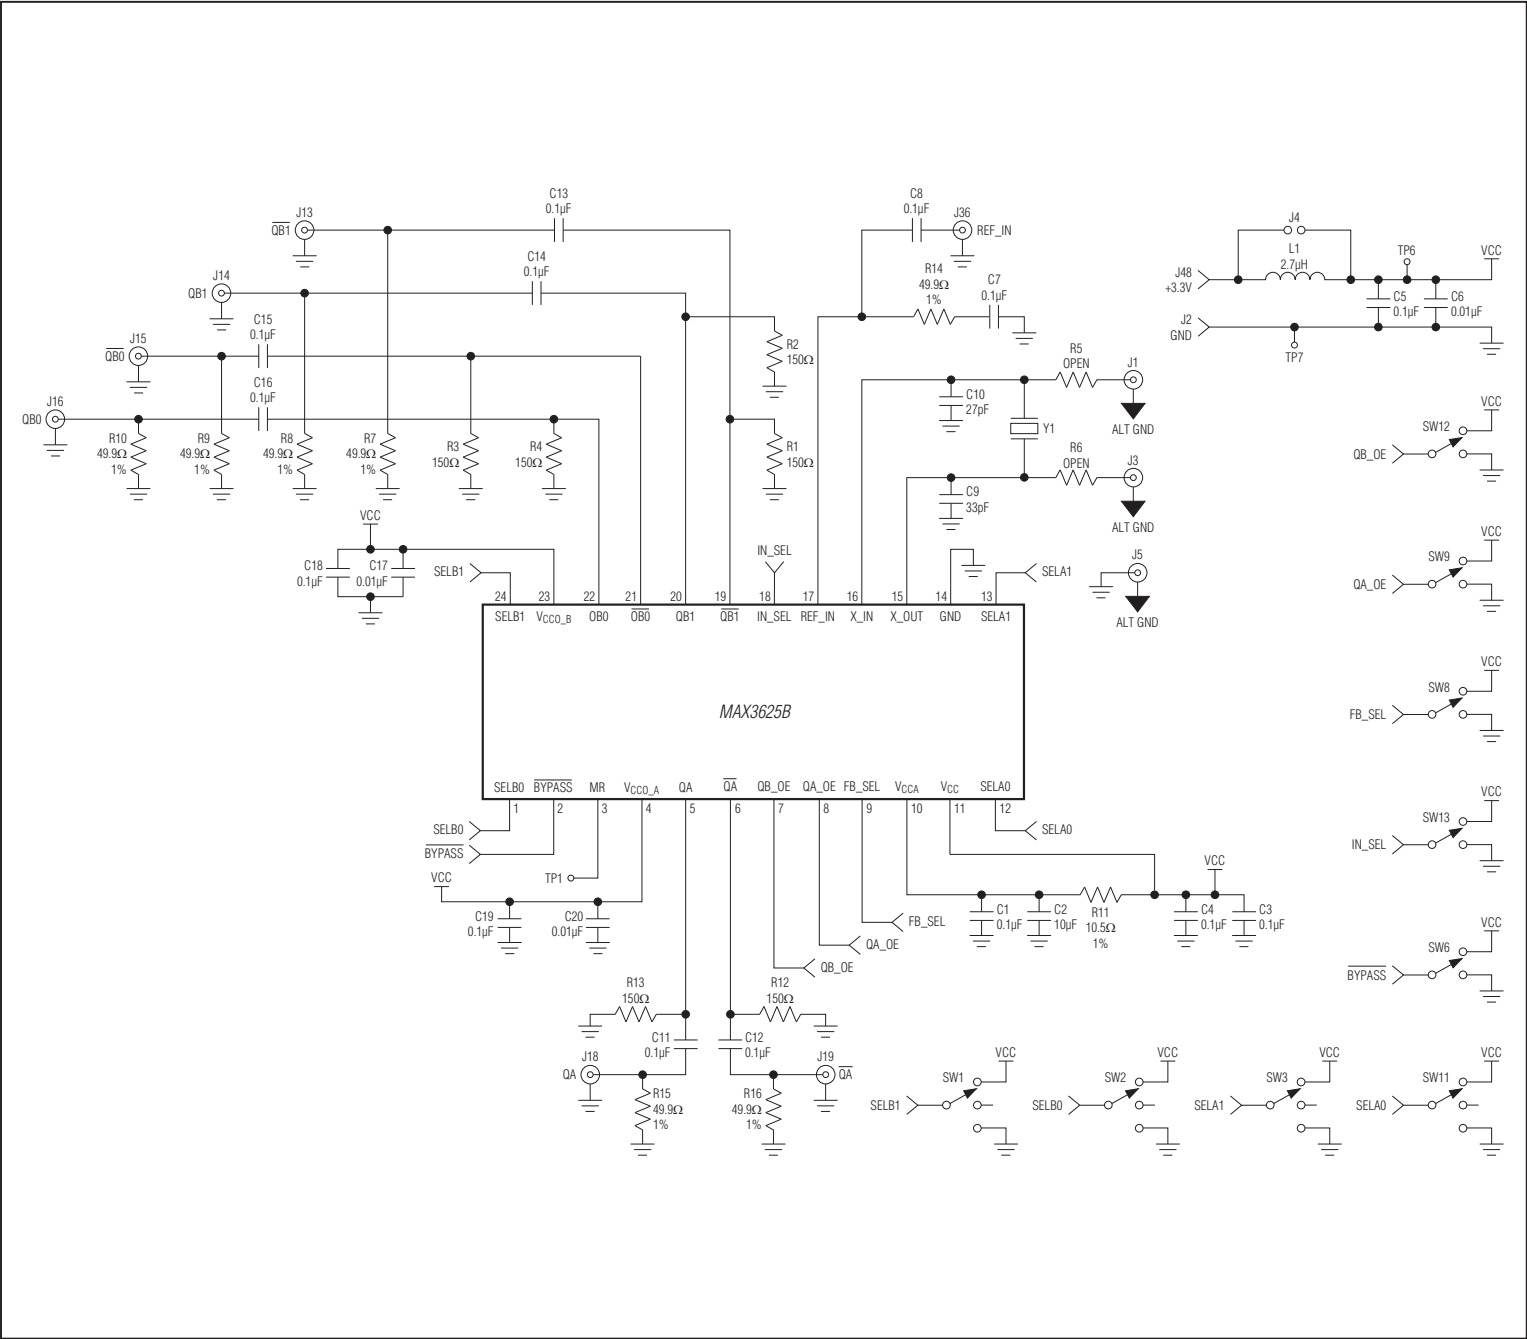 C13
0.1µF
J13
Q̅B̅1̅
C8
0.1µF
J36
REF_IN
J4
L1
2.7µH
TP6
VCC
J48
+3.3V
C5
0.1µF
C6
0.01µF
J2
GND
TP7
C14
0.1µF
J14
QB1
R14
49.9Ω
1%
C7
0.1µF
C15
0.1µF
J15
Q̅B̅0̅
R2
150Ω
R5
OPEN
J1
ALT GND
C16
0.1µF
J16
QB0
C10
27pF
Y1
R10
49.9Ω
1%
R9
49.9Ω
1%
R8
49.9Ω
1%
R7
49.9Ω
1%
R3
150Ω
R4
150Ω
R1
150Ω
R6
OPEN
J3
ALT GND
C9
33pF
VCC
SW12
QB_OE
VCC
C18
0.1µF
C17
0.01µF
SELB1
IN_SEL
SELA1
J5
ALT GND
VCC
SW9
QA_OE
24 23 22 21 20 19 18 17 16 15 14 13
SELB1 VCCO_B OB0 O̅B̅0̅ QB1 Q̅B̅1̅ IN_SEL REF_IN X_IN X_OUT GND SELA1
MAX3625B
VCC
SW8
FB_SEL
SELB0 B̅Y̅P̅A̅S̅S̅ MR VCCO_A QA Q̅A̅ QB_OE QA_OE FB_SEL VCCA VCC SELA0
1 2 3 4 5 6 7 8 9 10 11 12
SELB0
B̅Y̅P̅A̅S̅S̅
TP1
VCC
C19
0.1µF
C20
0.01µF
SELA0
VCC
C1
0.1µF
C2
10µF
R11
10.5Ω
1%
C4
0.1µF
C3
0.1µF
FB_SEL
QA_OE
QB_OE
VCC
SW13
IN_SEL
VCC
SW6
B̅Y̅P̅A̅S̅S̅
R13
150Ω
R12
150Ω
C11
0.1µF
C12
0.1µF
J18
QA
J19
Q̅A̅
R15
49.9Ω
1%
R16
49.9Ω
1%
VCC
SW1
SELB1
VCC
SW2
SELB0
VCC
SW3
SELA1
VCC
SW11
SELA0